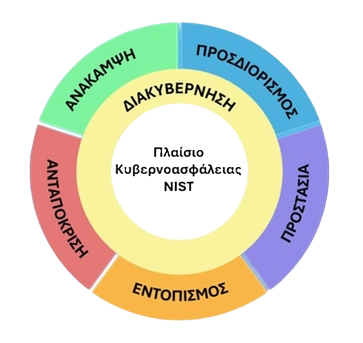 Πλαίσιο
Κυβερνοασφάλειας
NIST
ΔΙΑΚΥΒΕΡΝΗΣΗ
ΠΡΟΣΔΙΟΡΙΣΜΟΣ
ΠΡΟΣΤΑΣΙΑ
ΕΝΤΟΠΙΣΜΟΣ
ΑΝΤΑΠΟΚΡΙΣΗ
ΑΝΑΚΑΜΨΗ